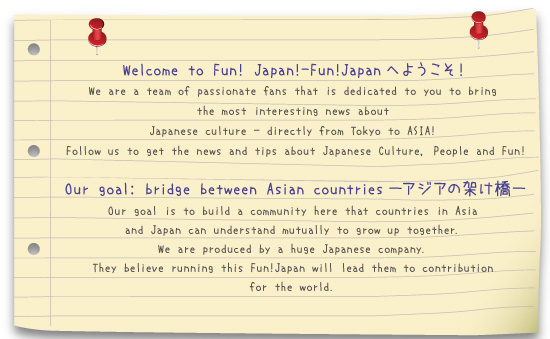 Welcome to Fun! Japan!-Fun!Japan へようこそ!
We are a team of passionate fans that is dedicated to you to bring
the most interesting news about
Japanese culture - directly from Tokyo to ASIA!
Follow us to get the news and tips about Japanese Culture, People and Fun!
Our goal: bridge between Asian countries ーアジアの架け橋ー
Our goal is to build a community here that countries in Asia
and Japan can understand mutually to grow up together.
We are produced by a huge Japanese company.
They believe running this Fun!Japan will lead them to contribution
for the world.